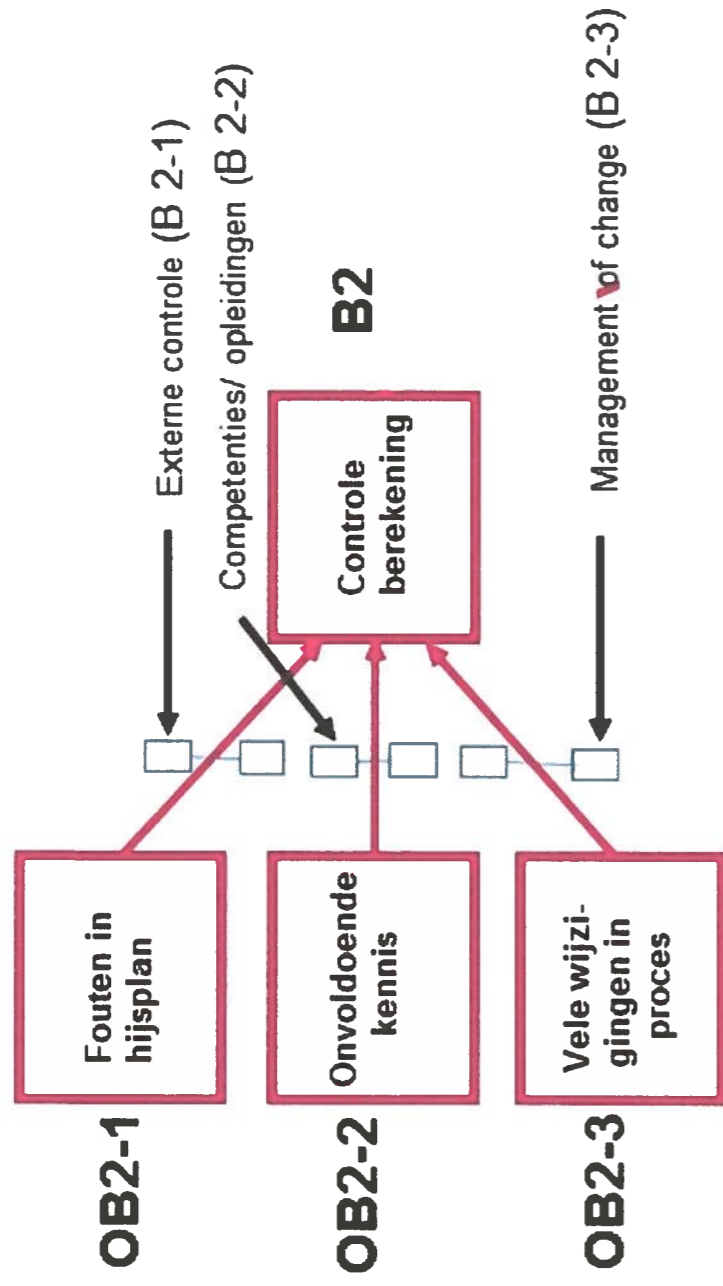 OB2-1
Fouten in
hijsplan
Externe controle (B 2-1)
Competenties/ opleidingen (B 2-2)
OB2-2
Onvoldoende
kennis
Controle
berekening
B2
OB2-3
Vele wijzi-
gingen in
proces
Management of change (B 2-3)